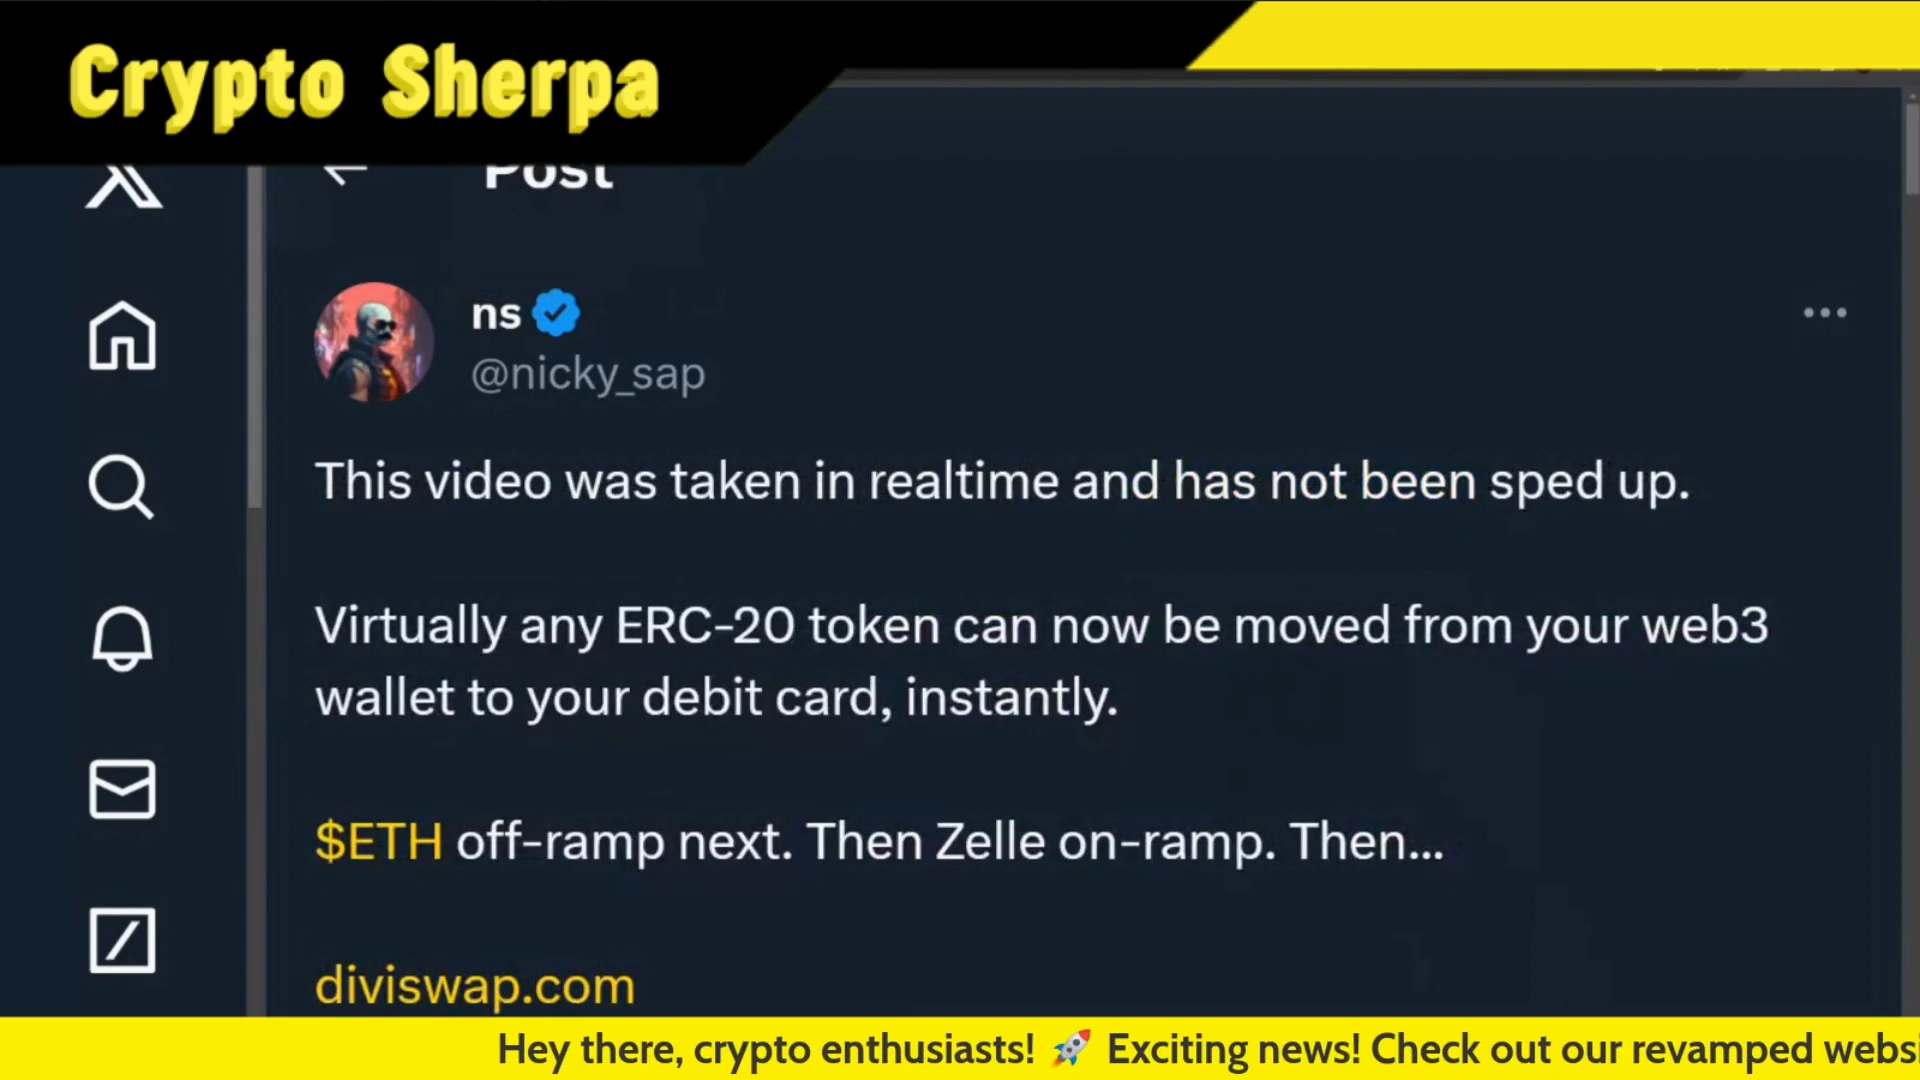 Crypto Sherpa
Post
ns
@nicky_sap
This video was taken in realtime and has not been sped up.
Virtually any ERC-20 token can now be moved from your web3
wallet to your debit card, instantly.
$ETH off-ramp next. Then Zelle on-ramp. Then...
diviswap.com
Hey there, crypto enthusiasts! 🚀 Exciting news! Check out our revamped websi